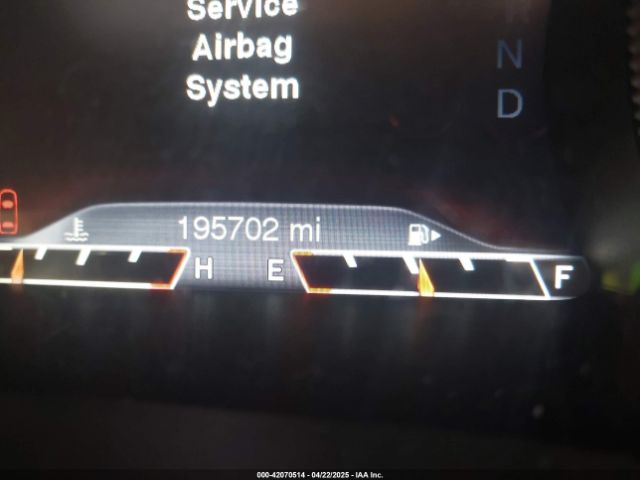 Service
Airbag
System
N
D
195702 mi
H E F
000-42070514 - 04/22/2025 - IAA Inc.